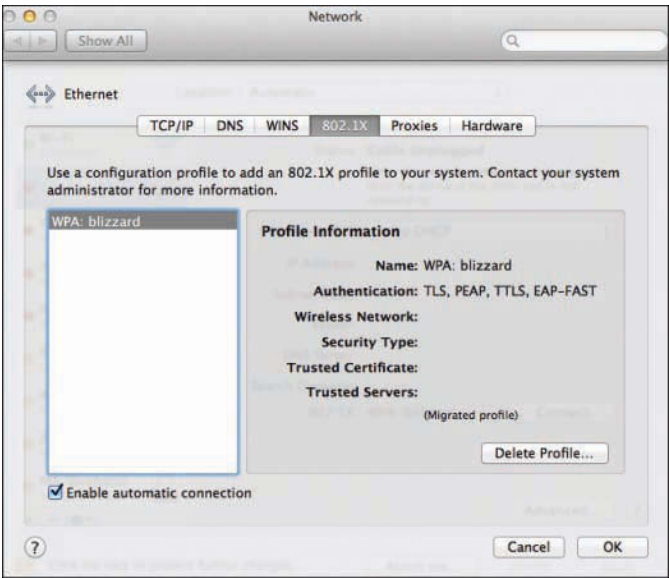 Network
Show All
Ethernet
TCP/IP DNS WINS 802.1X Proxies Hardware
Use a configuration profile to add an 802.1X profile to your system. Contact your system
administrator for more information.
WPA: blizzard
Profile Information
Name: WPA: blizzard
Authentication: TLS, PEAP, TTLS, EAP-FAST
Wireless Network:
Security Type:
Trusted Certificate:
Trusted Servers:
(Migrated profile)
Delete Profile...
Enable automatic connection
?
Cancel OK